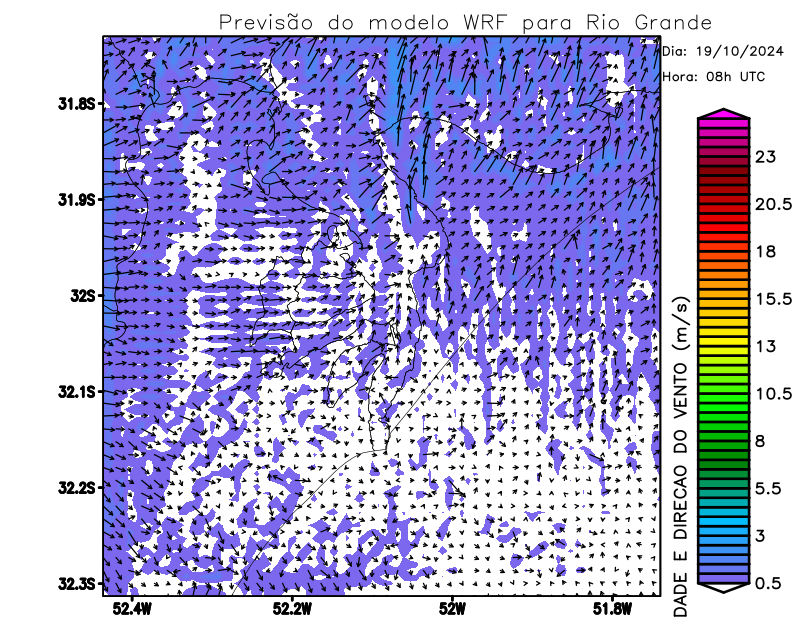 Previsão do modelo WRF para Rio Grande
Dia: 19/10/2024
Hora: 08h UTC
31.8S
31.9S
32S
32.1S
32.2S
32.3S
52.4W
52.2W
52W
51.8W
23
20.5
18
15.5
13
10.5
8
5.5
3
0.5
DADE E DIRECAO DO VENTO (m/s)